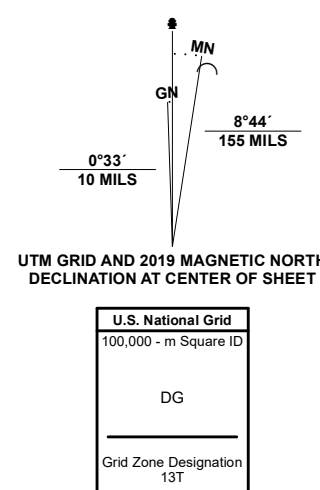 MN
GN
8°44´
155 MILS
0°33´
10 MILS
UTM GRID AND 2019 MAGNETIC NORTH
DECLINATION AT CENTER OF SHEET
U.S. National Grid
100,000 - m Square ID
DG
Grid Zone Designation
13T